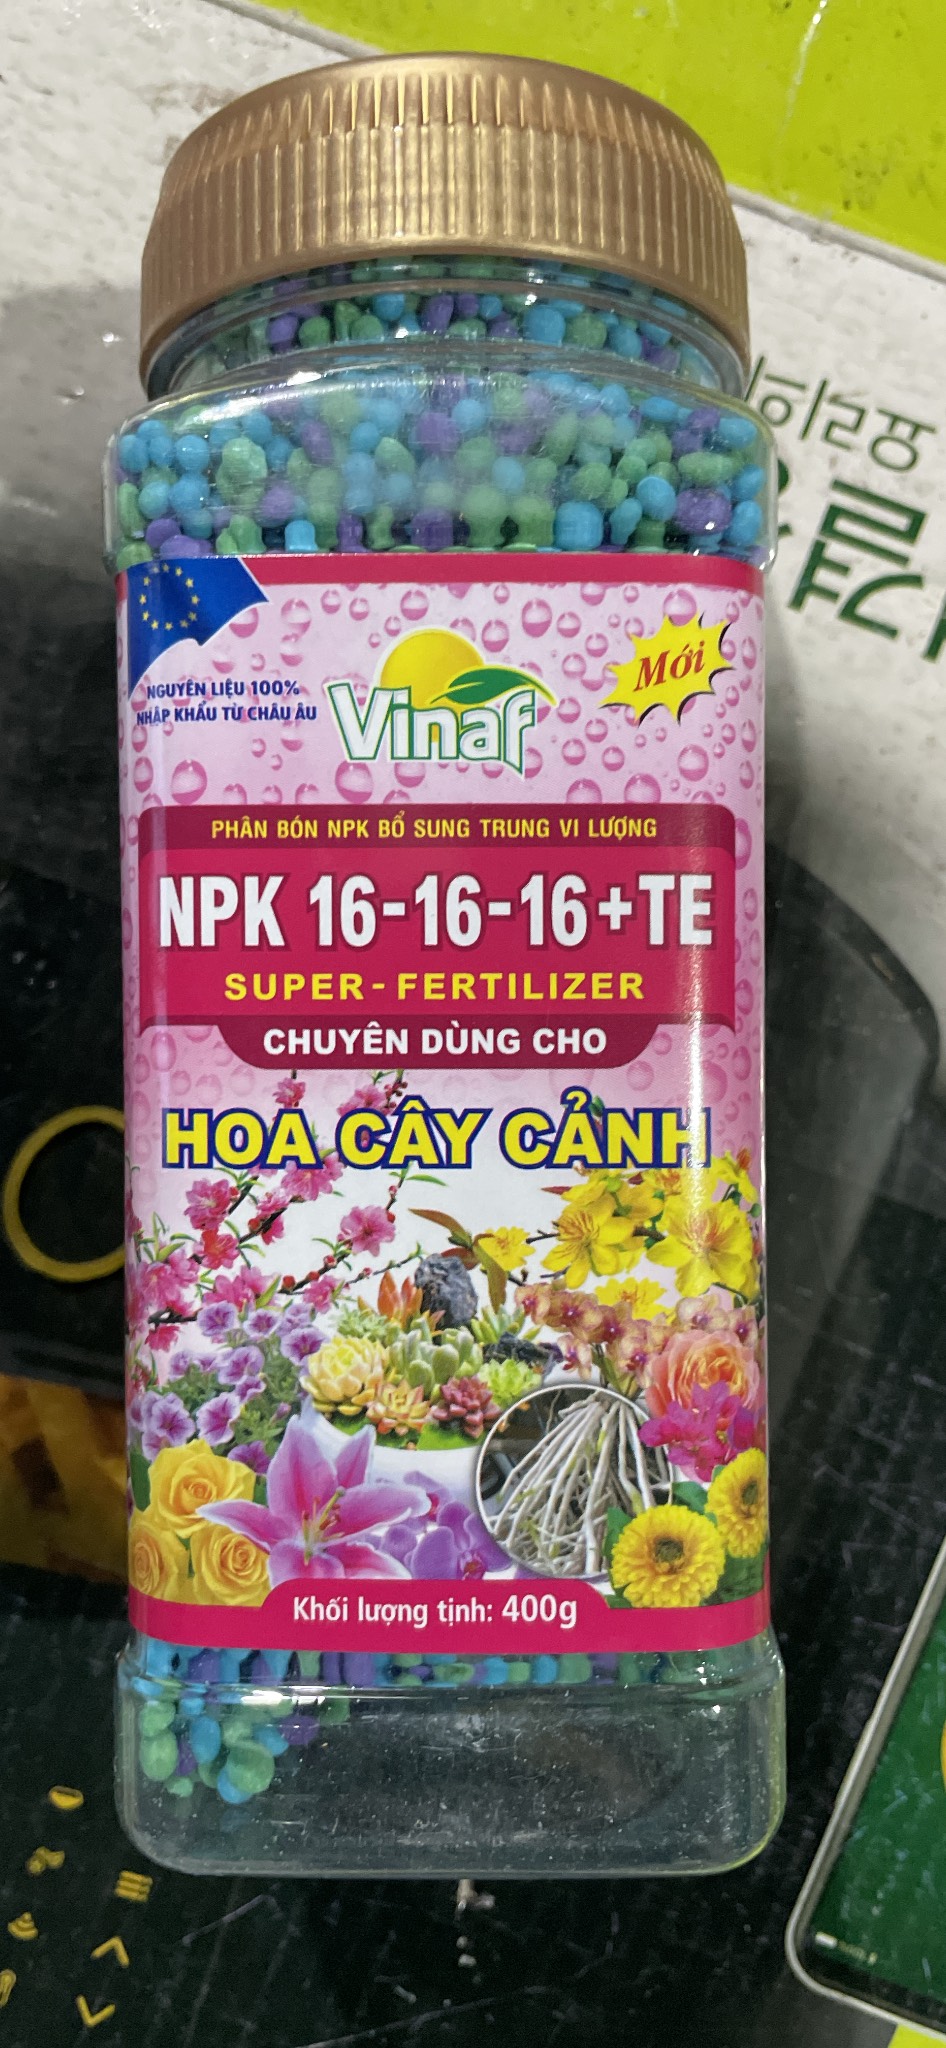 NGUYÊN LIỆU 100%
NHẬP KHẨU TỪ CHÂU ÂU
Vinaf
Mới
PHÂN BÓN NPK BỔ SUNG TRUNG VI LƯỢNG
NPK 16-16-16+TE
SUPER - FERTILIZER
CHUYÊN DÙNG CHO
HOA CÂY CẢNH
Khối lượng tịnh: 400g